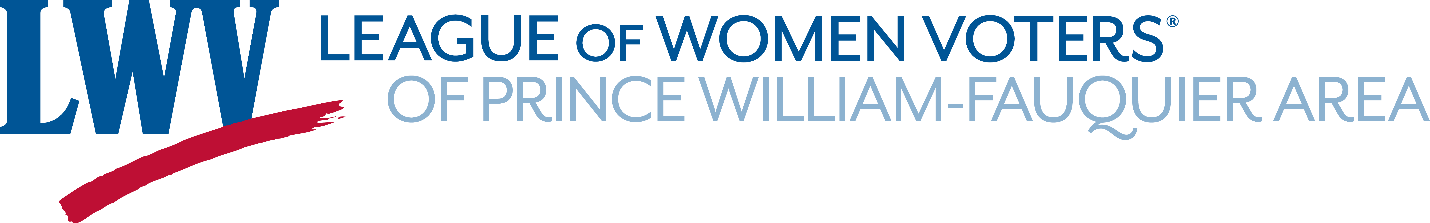 LWV
LEAGUE OF WOMEN VOTERS®
OF PRINCE WILLIAM-FAUQUIER AREA